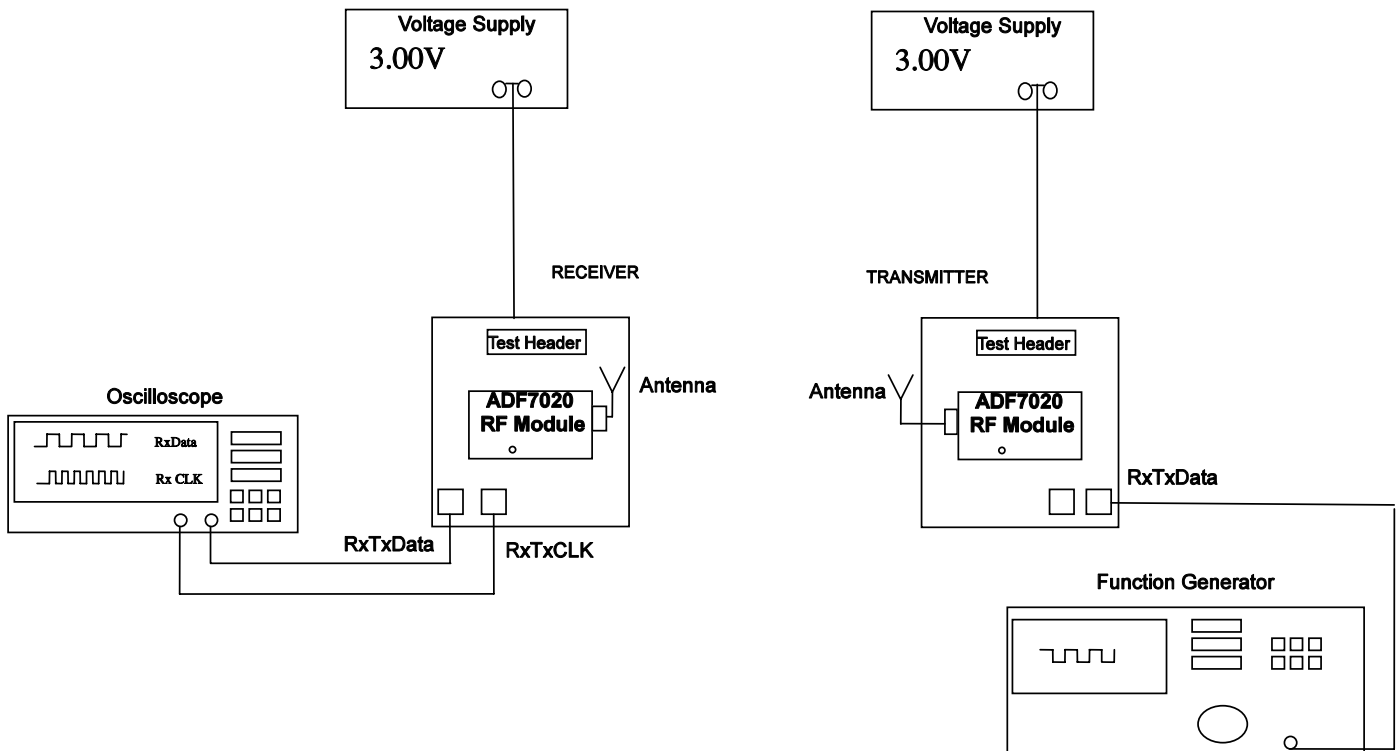 Voltage Supply
3.00V
Voltage Supply
3.00V
RECEIVER
TRANSMITTER
Test Header
ADF7020
RF Module
Antenna
Test Header
ADF7020
RF Module
Antenna
Oscilloscope
RxData
Rx CLK
RxTxData
RxTxCLK
RxTxData
Function Generator